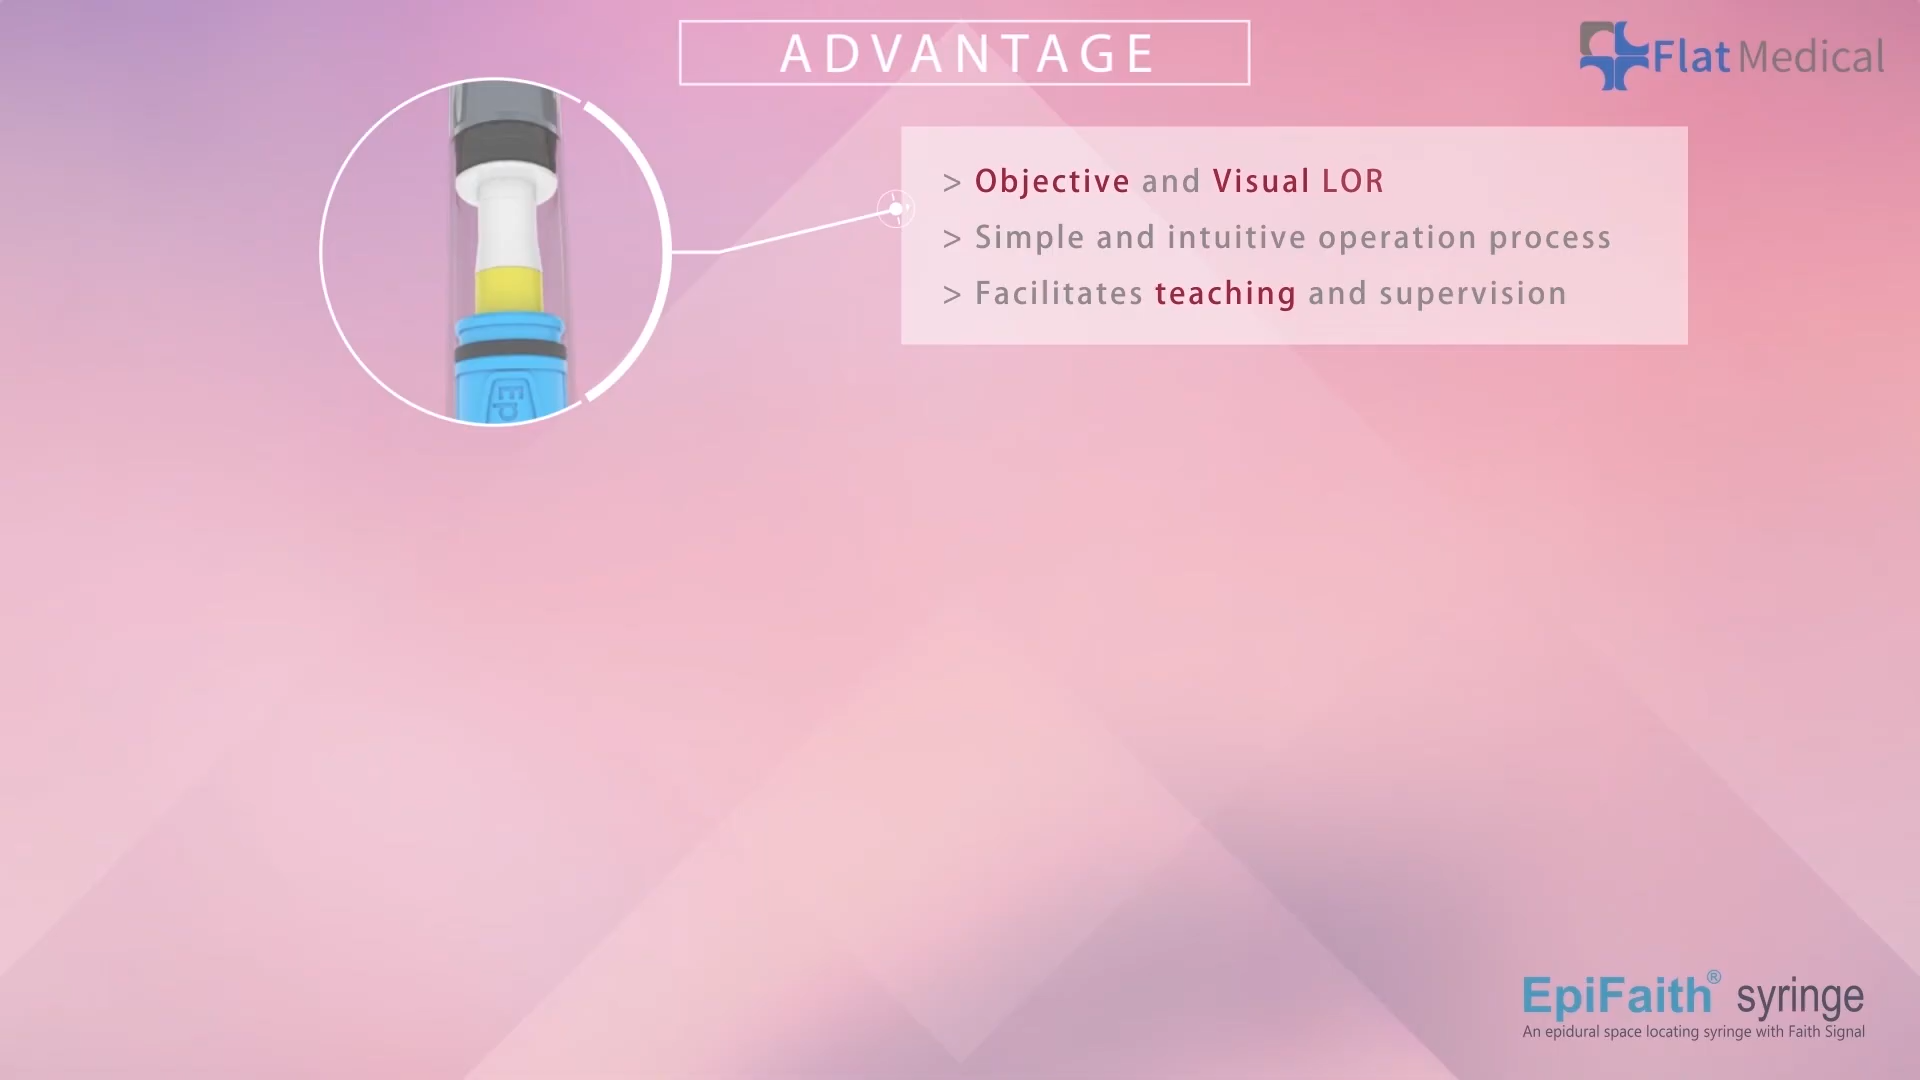 ADVANTAGE
Flat Medical
> Objective and Visual LOR
> Simple and intuitive operation process
> Facilitates teaching and supervision
Ep
EpiFaith® syringe
An epidural space locating syringe with Faith Signal